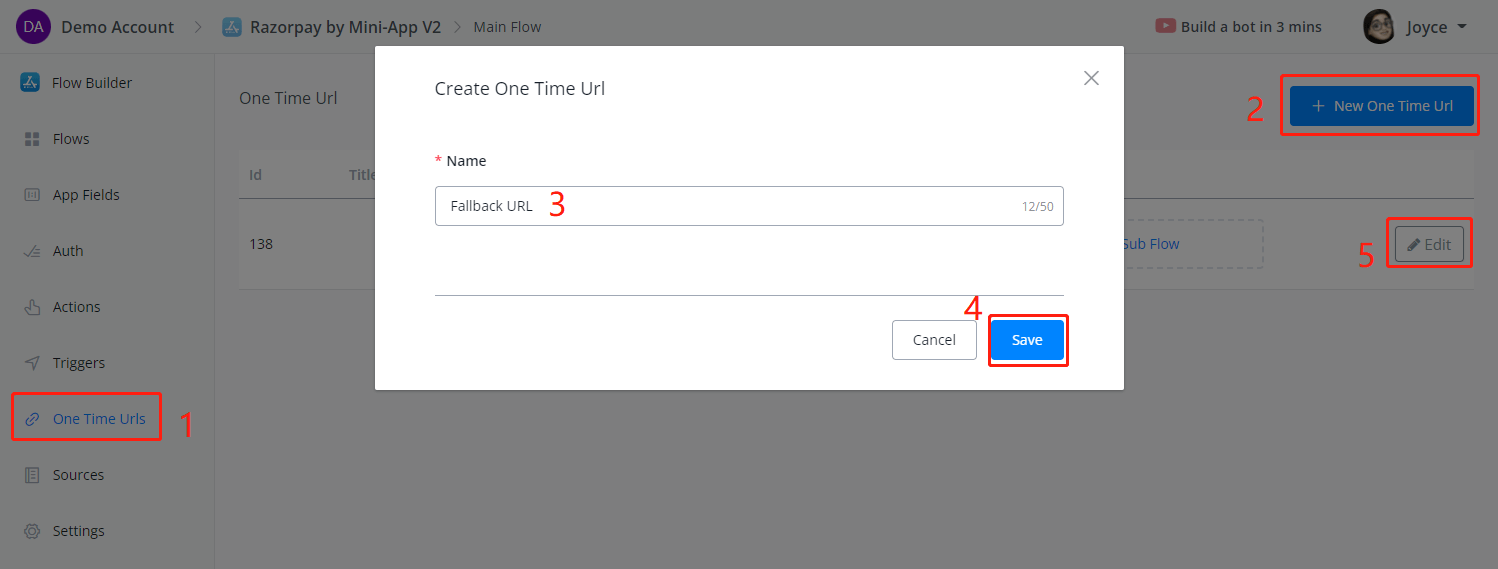 DA Demo Account > Razorpay by Mini-App V2 > Main Flow Build a bot in 3 mins Joyce
Flow Builder
Flows
App Fields
Auth
Actions
Triggers
One Time Urls 1
Sources
Settings
One Time Url
2 + New One Time Url
Id Title
138 Sub Flow 5 Edit
Create One Time Url
* Name
Fallback URL 3 12/50
4
Cancel Save